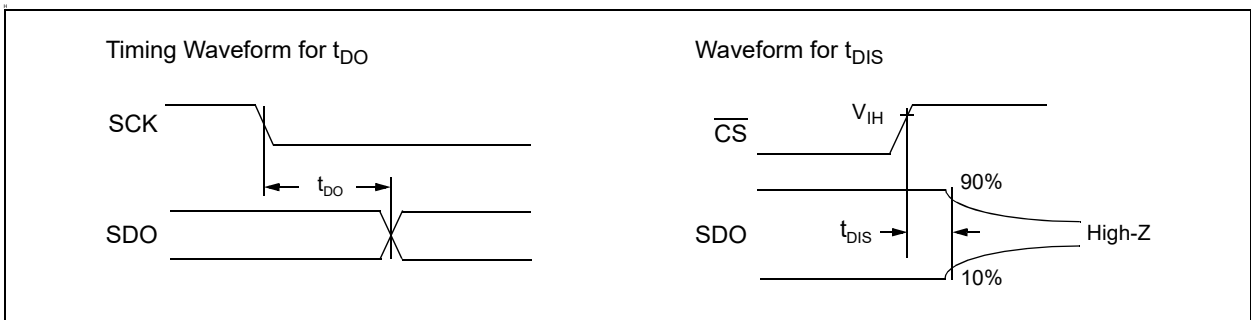 Timing Waveform for tDO
SCK
tDO
SDO
Waveform for tDIS
VIH
CS
90%
SDO
tDIS
High-Z
10%